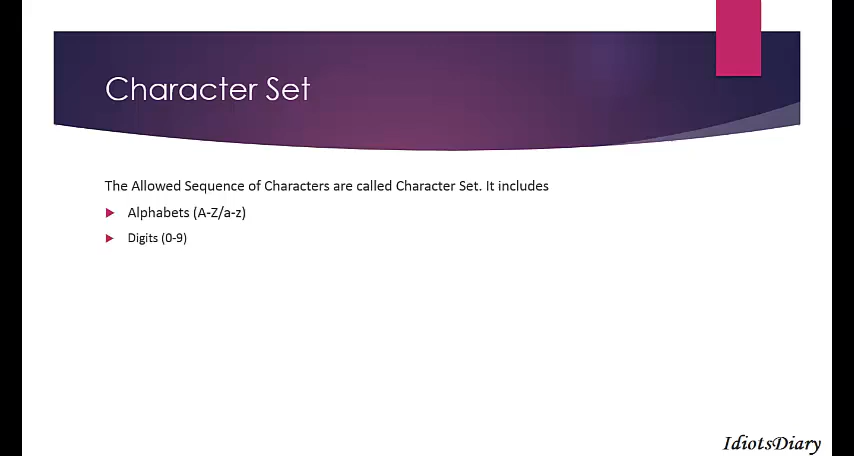 Character Set
The Allowed Sequence of Characters are called Character Set. It includes
Alphabets (A-Z/a-z)
Digits (0-9)
IdiotsDiary